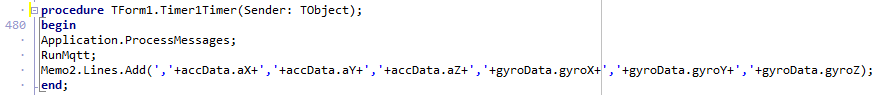 procedure TForm1.Timer1Timer(Sender: TObject);
480 begin
Application.ProcessMessages;
RunMqtt;
Memo2.Lines.Add(','+accData.aX+','+accData.aY+','+accData.aZ+','+gyroData.gyroX+','+gyroData.gyroY+','+gyroData.gyroZ);
end;